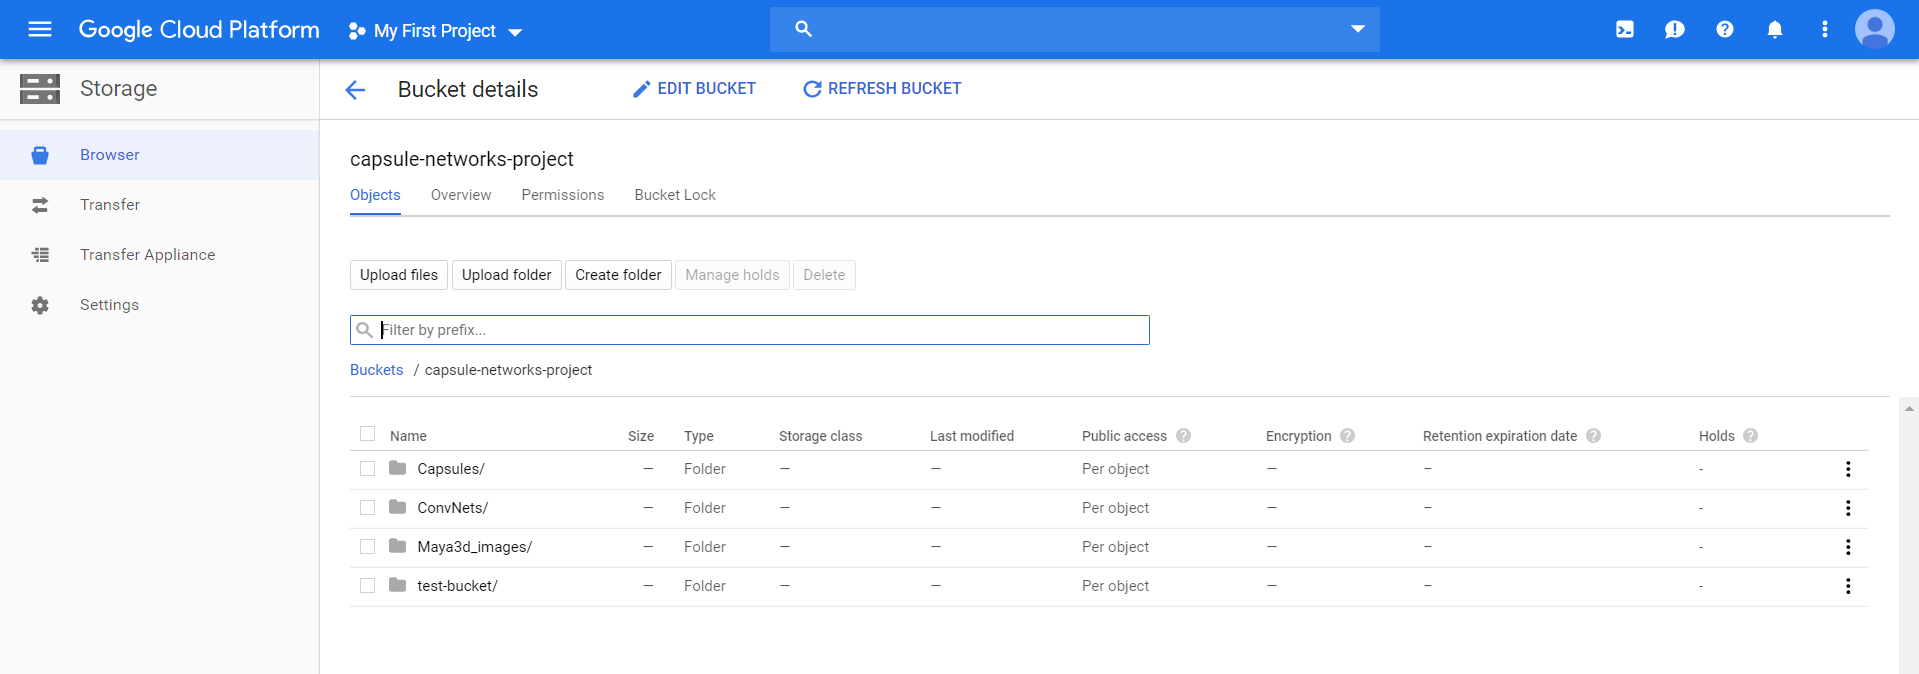 Google Cloud Platform My First Project
Storage
Bucket details EDIT BUCKET REFRESH BUCKET
Browser
Transfer
Transfer Appliance
Settings
capsule-networks-project
Objects Overview Permissions Bucket Lock
Upload files Upload folder Create folder Manage holds Delete
Filter by prefix...
Buckets / capsule-networks-project
Name Size Type Storage class Last modified Public access ? Encryption ? Retention expiration date ? Holds ?
Capsules/ — Folder — — Per object — – -
ConvNets/ — Folder — — Per object — – -
Maya3d_images/ — Folder — — Per object — – -
test-bucket/ — Folder — — Per object — – -